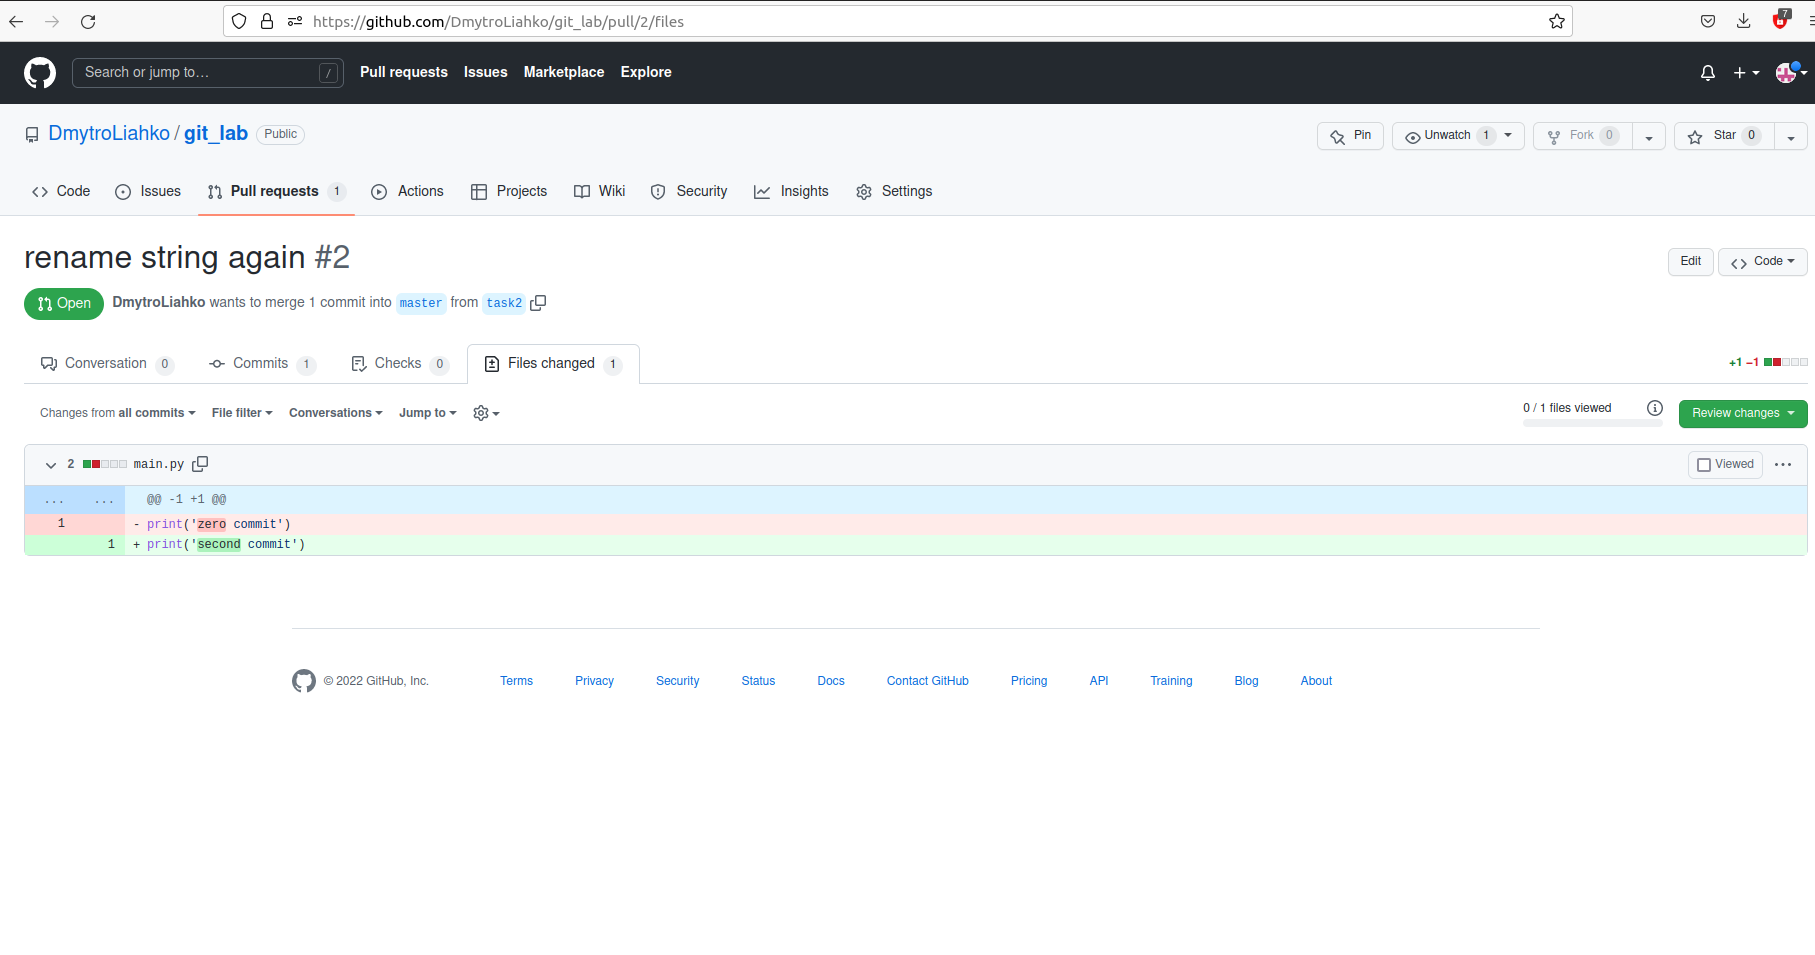 https://github.com/DmytroLiahko/git_lab/pull/2/files
7
Search or jump to… / Pull requests Issues Marketplace Explore
DmytroLiahko / git_lab Public
Pin Unwatch 1 Fork 0 Star 0
Code Issues Pull requests 1 Actions Projects Wiki Security Insights Settings
rename string again #2
Edit Code
Open DmytroLiahko wants to merge 1 commit into master from task2
Conversation 0 Commits 1 Checks 0 Files changed 1 +1 −1
Changes from all commits File filter Conversations Jump to 0 / 1 files viewed Review changes
2 main.py Viewed
... ... @@ -1 +1 @@
1 - print('zero commit')
1 + print('second commit')
© 2022 GitHub, Inc. Terms Privacy Security Status Docs Contact GitHub Pricing API Training Blog About